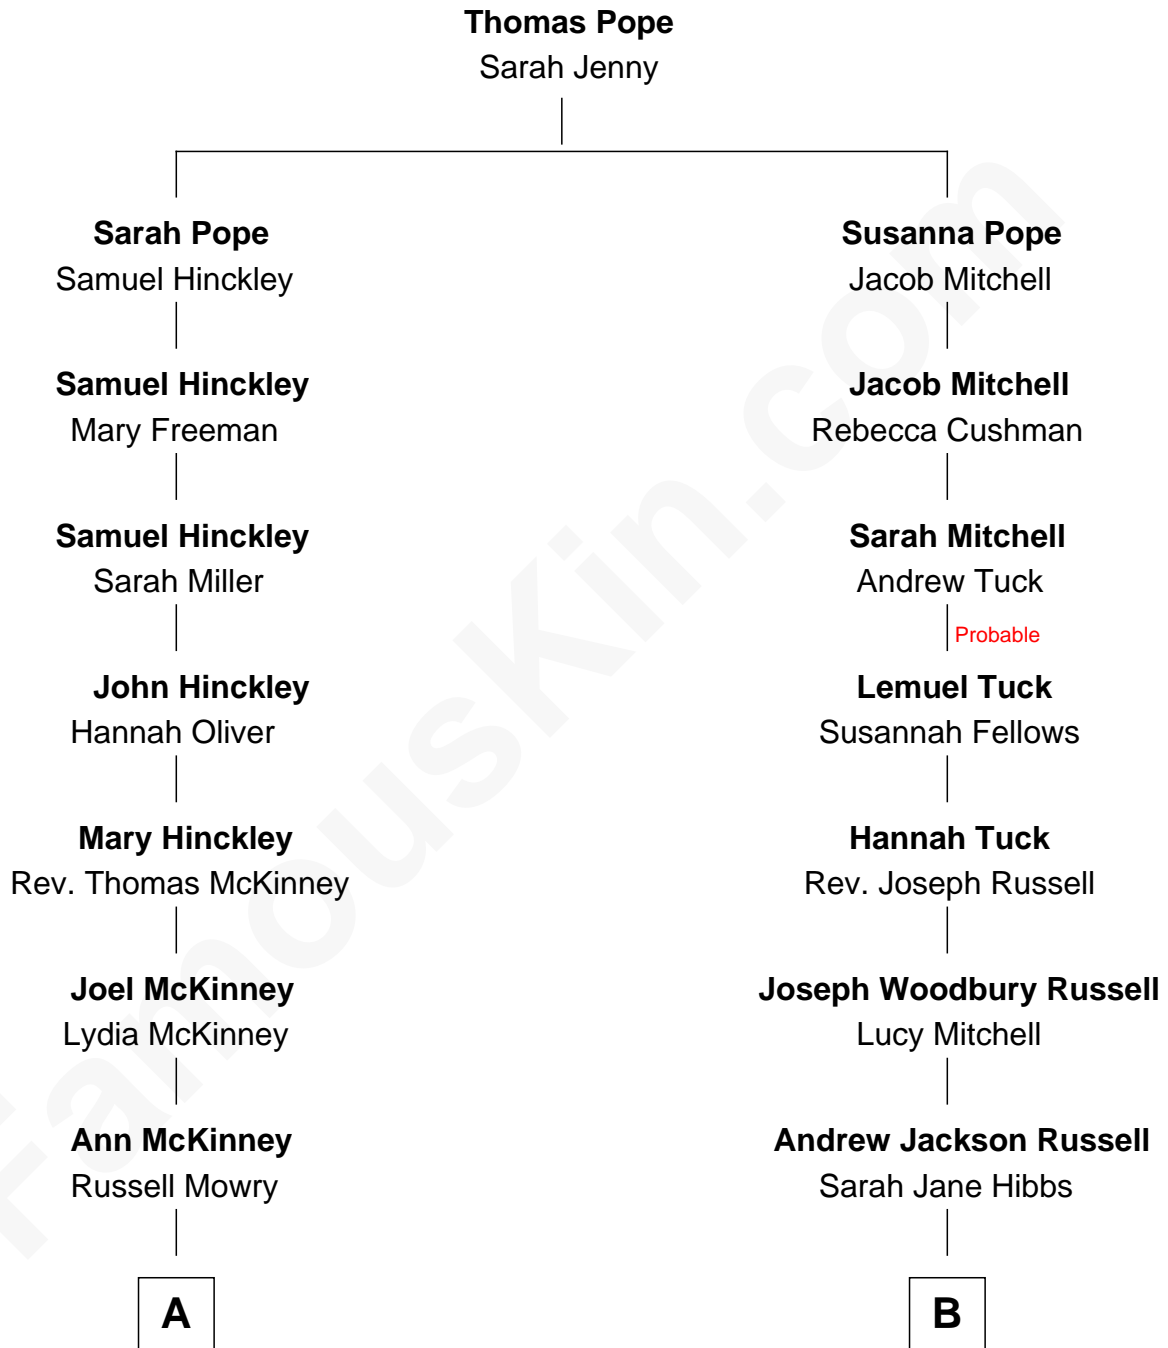 Thomas Pope
Sarah Jenny
Sarah Pope
Samuel Hinckley
Susanna Pope
Jacob Mitchell
Samuel Hinckley
Mary Freeman
Jacob Mitchell
Rebecca Cushman
Samuel Hinckley
Sarah Miller
Sarah Mitchell
Andrew Tuck
Probable
John Hinckley
Hannah Oliver
Lemuel Tuck
Susannah Fellows
Mary Hinckley
Rev. Thomas McKinney
Hannah Tuck
Rev. Joseph Russell
Joel McKinney
Lydia McKinney
Joseph Woodbury Russell
Lucy Mitchell
Ann McKinney
Russell Mowry
Andrew Jackson Russell
Sarah Jane Hibbs
A
B
FamousKin.com